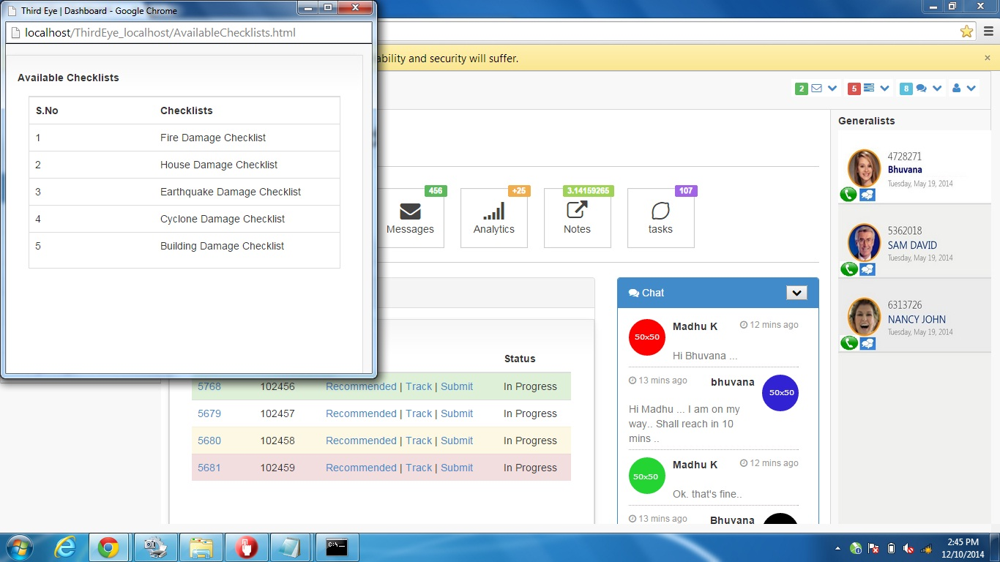 Third Eye | Dashboard - Google Chrome
localhost/ThirdEye_localhost/AvailableChecklists.html
ability and security will suffer.
Available Checklists
S.No Checklists
1 Fire Damage Checklist
2 House Damage Checklist
3 Earthquake Damage Checklist
4 Cyclone Damage Checklist
5 Building Damage Checklist
2 5 8
456 +25 3.14159265 107
Messages Analytics Notes tasks
Status
5768 102456 Recommended | Track | Submit In Progress
5679 102457 Recommended | Track | Submit In Progress
5680 102458 Recommended | Track | Submit In Progress
5681 102459 Recommended | Track | Submit In Progress
Chat
50x50 Madhu K 12 mins ago
Hi Bhuvana ...
13 mins ago bhuvana 50x50
Hi Madhu ... I am on my
way.. Shall reach in 10
mins ..
50x50 Madhu K 12 mins ago
Ok. that's fine..
13 mins ago Bhuvana
Generalists
4728271
Bhuvana
Tuesday, May 19, 2014
5362018
SAM DAVID
Tuesday, May 19, 2014
6313726
NANCY JOHN
Tuesday, May 19, 2014
C:\.
2:45 PM
12/10/2014